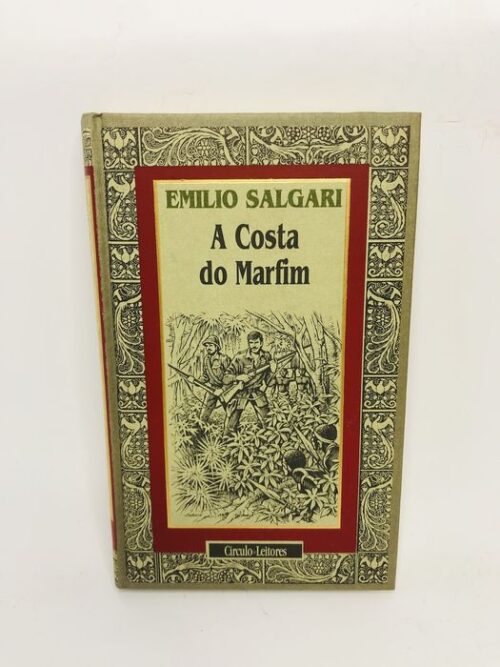 EMILIO SALGARI
A Costa
do Marfim
Círculo-Leitores